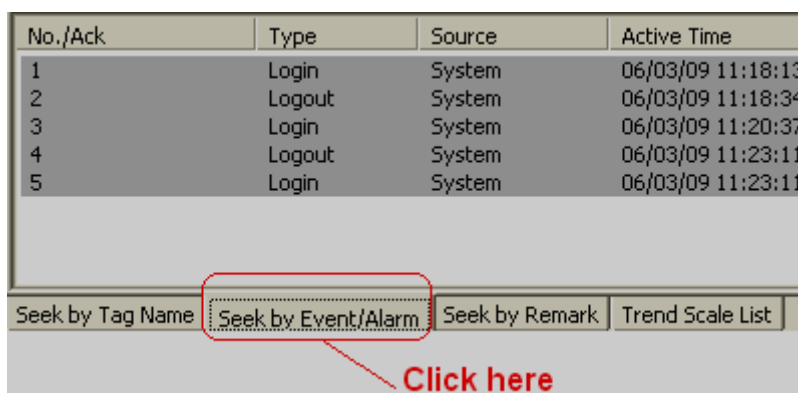 No./Ack Type Source Active Time
1 Login System 06/03/09 11:18:13
2 Logout System 06/03/09 11:18:34
3 Login System 06/03/09 11:20:37
4 Logout System 06/03/09 11:23:11
5 Login System 06/03/09 11:23:11
Seek by Tag Name Seek by Event/Alarm Seek by Remark Trend Scale List
Click here